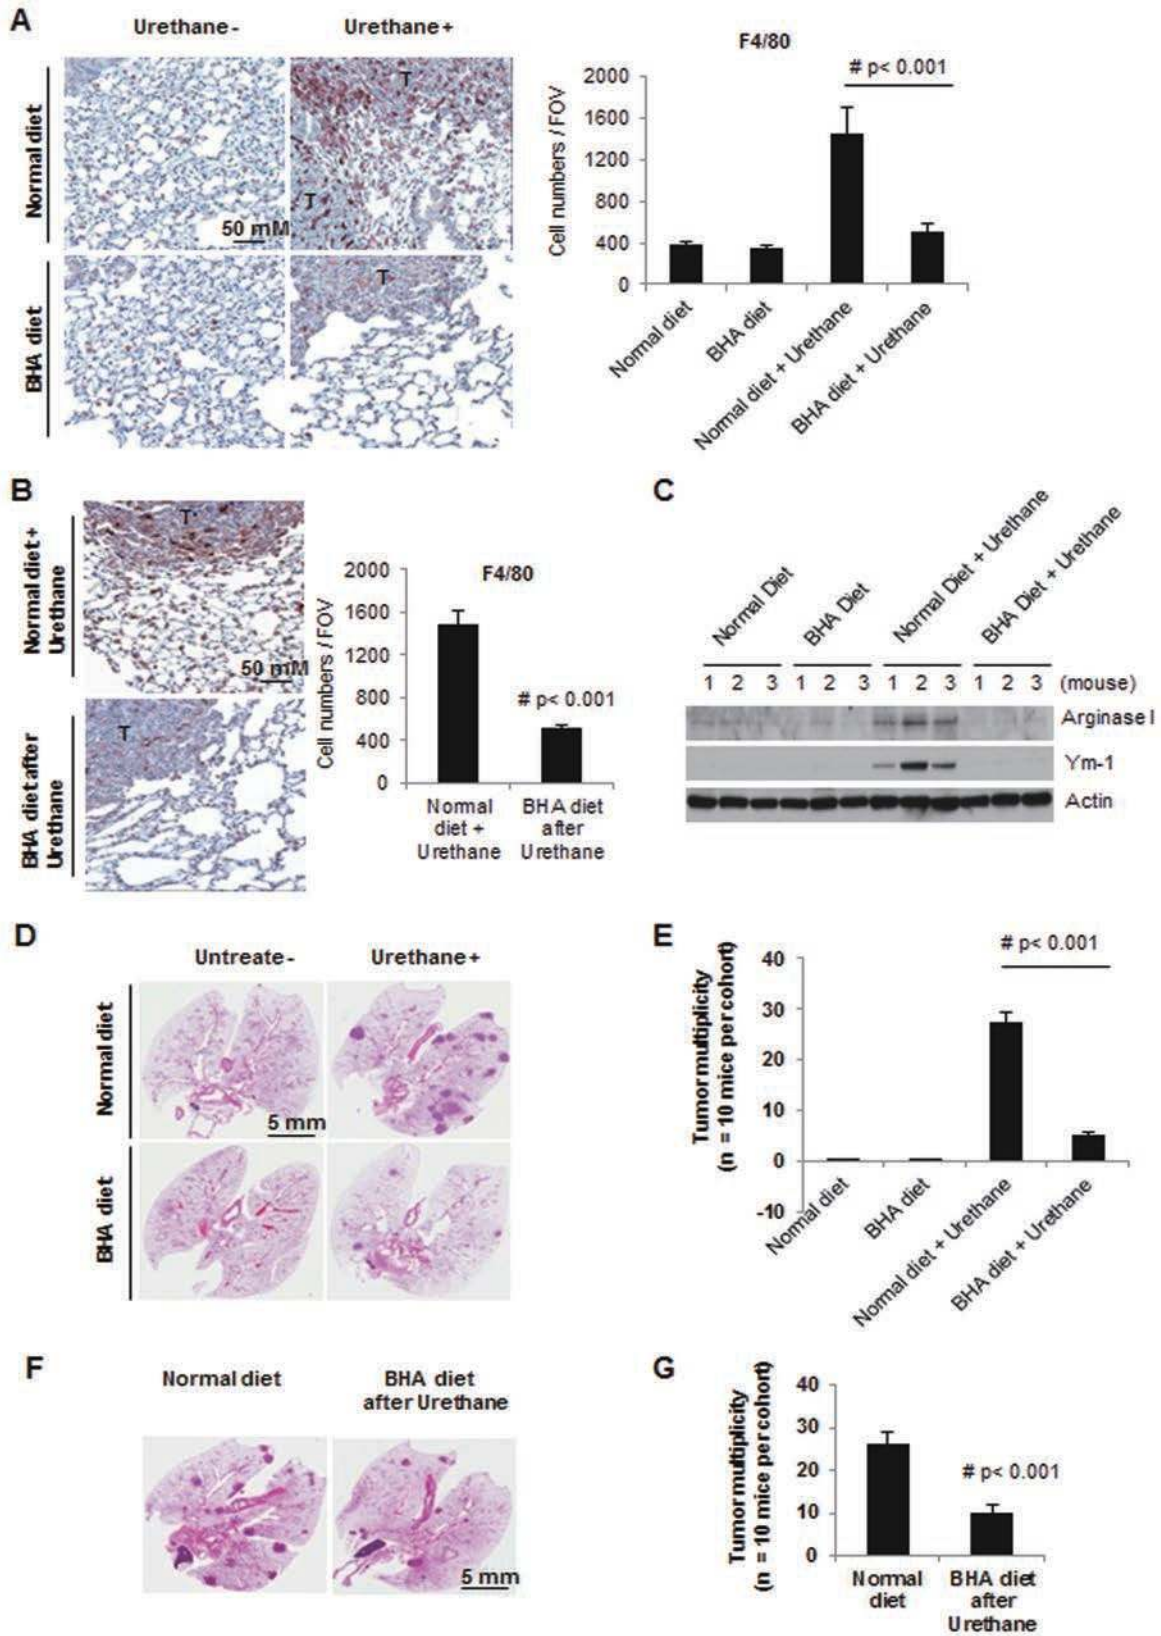 A
Urethane -
Urethane +
Normal diet
BHA diet
T
T
50 mM
T
F4/80
# p< 0.001
Cell numbers / FOV
2000
1600
1200
800
400
0
Normal diet
BHA diet
Normal diet + Urethane
BHA diet + Urethane
B
Normal diet +
Urethane
BHA diet after
Urethane
T
50 mM
T
F4/80
Cell numbers / FOV
2000
1600
1200
800
400
0
# p< 0.001
Normal
diet +
Urethane
BHA diet
after
Urethane
C
Normal Diet
BHA Diet
Normal Diet + Urethane
BHA Diet + Urethane
1 2 3 1 2 3 1 2 3 1 2 3 (mouse)
Arginase I
Ym-1
Actin
D
Untreate -
Urethane +
Normal diet
BHA diet
5 mm
E
# p< 0.001
Tumor multiplicity
(n = 10 mice per cohort)
40
30
20
10
0
-10
Normal diet
BHA diet
Normal diet + Urethane
BHA diet + Urethane
F
Normal diet
BHA diet
after Urethane
5 mm
G
Tumor multiplicity
(n = 10 mice per cohort)
40
30
20
10
0
# p< 0.001
Normal
diet
BHA diet
after
Urethane